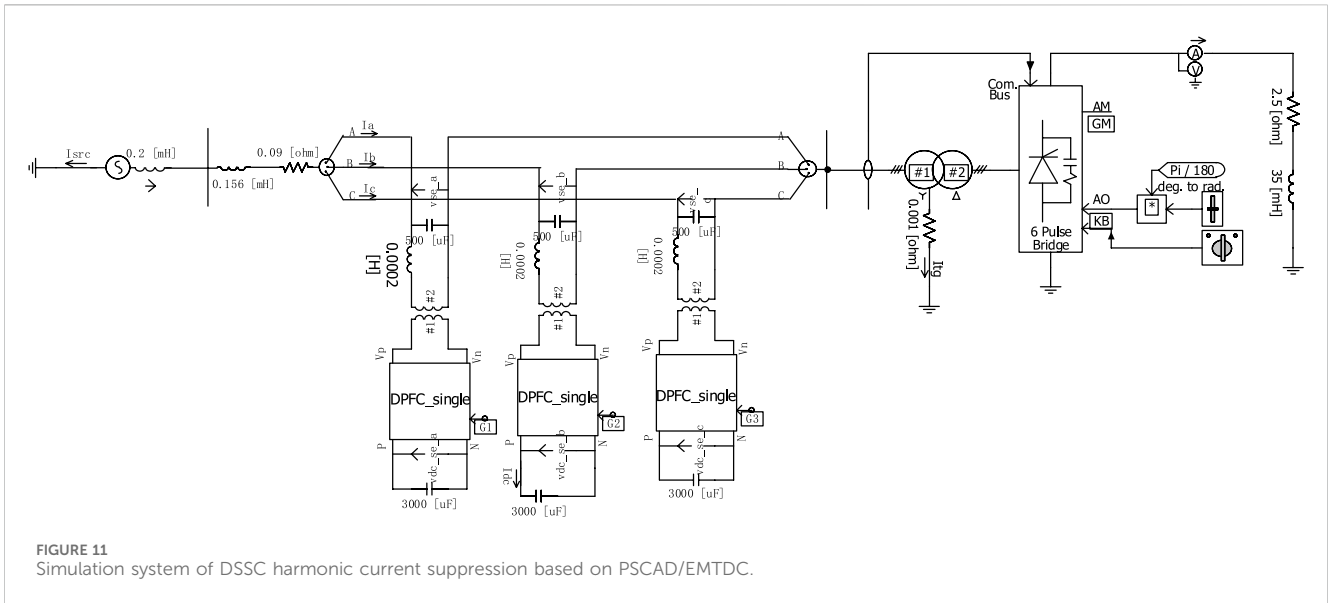 Isrc
0.2 [mH]
0.156 [mH]
0.09 [ohm]
A
B
C
Ia
Ib
Ic
vse_a
vse_b
vse_c
A
B
C
500 [uF]
500 [uF]
500 [uF]
0.0002
[H]
0.0002
[H]
0.0002
[H]
#2
#1
#2
#1
#2
#1
Vp
Vn
Vp
Vn
Vp
Vn
DPFC_single
DPFC_single
DPFC_single
G1
G2
G3
P
N
P
N
P
N
vdc_se_a
vdc_se_b
vdc_se_c
Idc
3000 [uF]
3000 [uF]
3000 [uF]
#1
#2
Y
Δ
0.001 [ohm]
Itg
Com.
Bus
6 Pulse
Bridge
AM
GM
AO
KB
A
V
Pi / 180
deg. to rad.
*
2.5 [ohm]
35 [mH]
FIGURE 11
Simulation system of DSSC harmonic current suppression based on PSCAD/EMTDC.